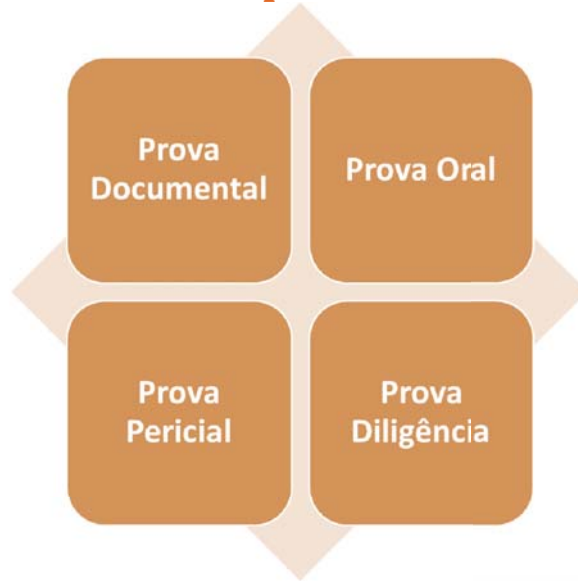 Prova
Documental
Prova Oral
Prova
Pericial
Prova
Diligência